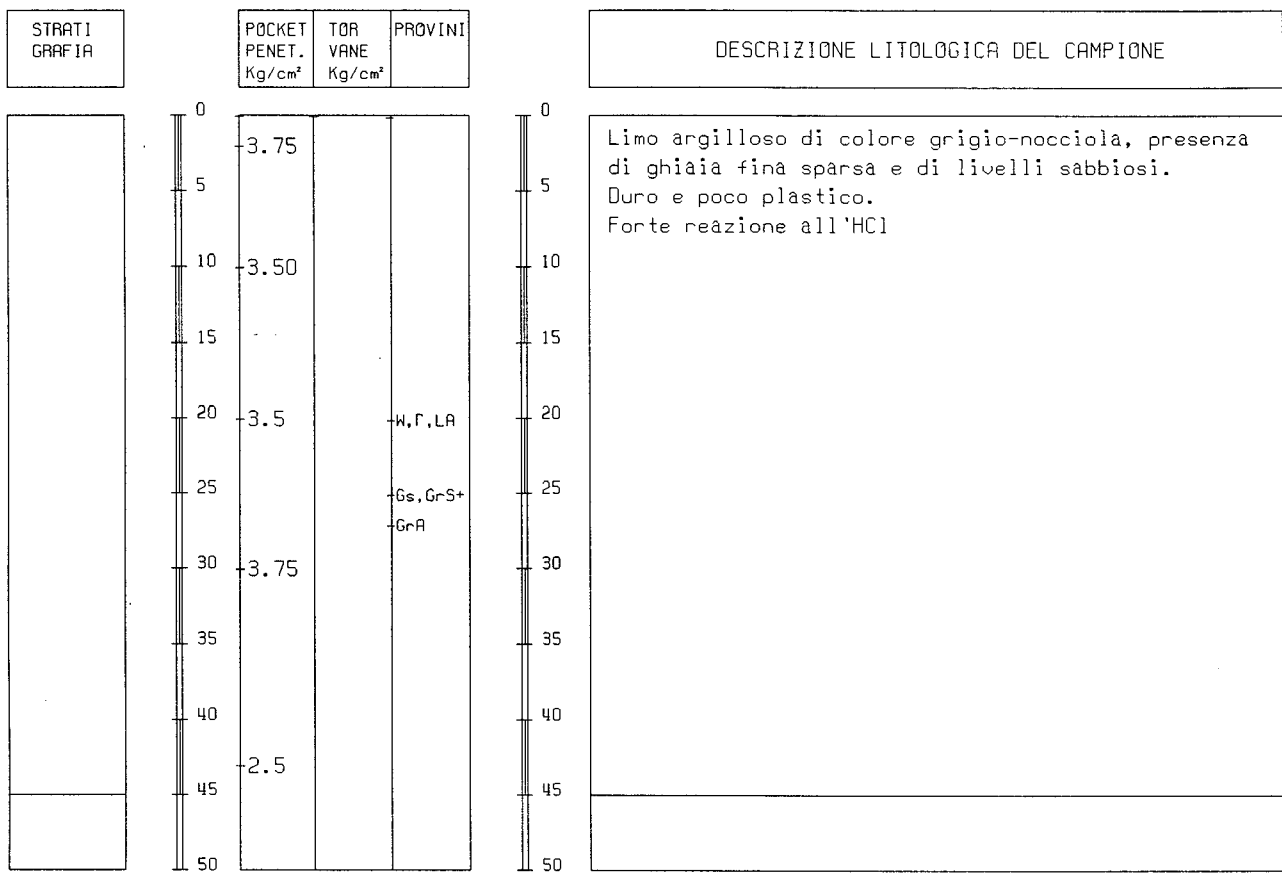 STRATI
GRAFIA
POCKET
PENET.
Kg/cm²
TOR
VANE
Kg/cm²
PROVINI
DESCRIZIONE LITOLOGICA DEL CAMPIONE
0
5
10
15
20
25
30
35
40
45
50
3.75
3.50
3.5
3.75
2.5
W,Γ,LA
Gs,GrS+
GrA
0
5
10
15
20
25
30
35
40
45
50
Limo argilloso di colore grigio-nocciola, presenza
di ghiaia fina sparsa e di livelli sabbiosi.
Duro e poco plastico.
Forte reazione all'HCl